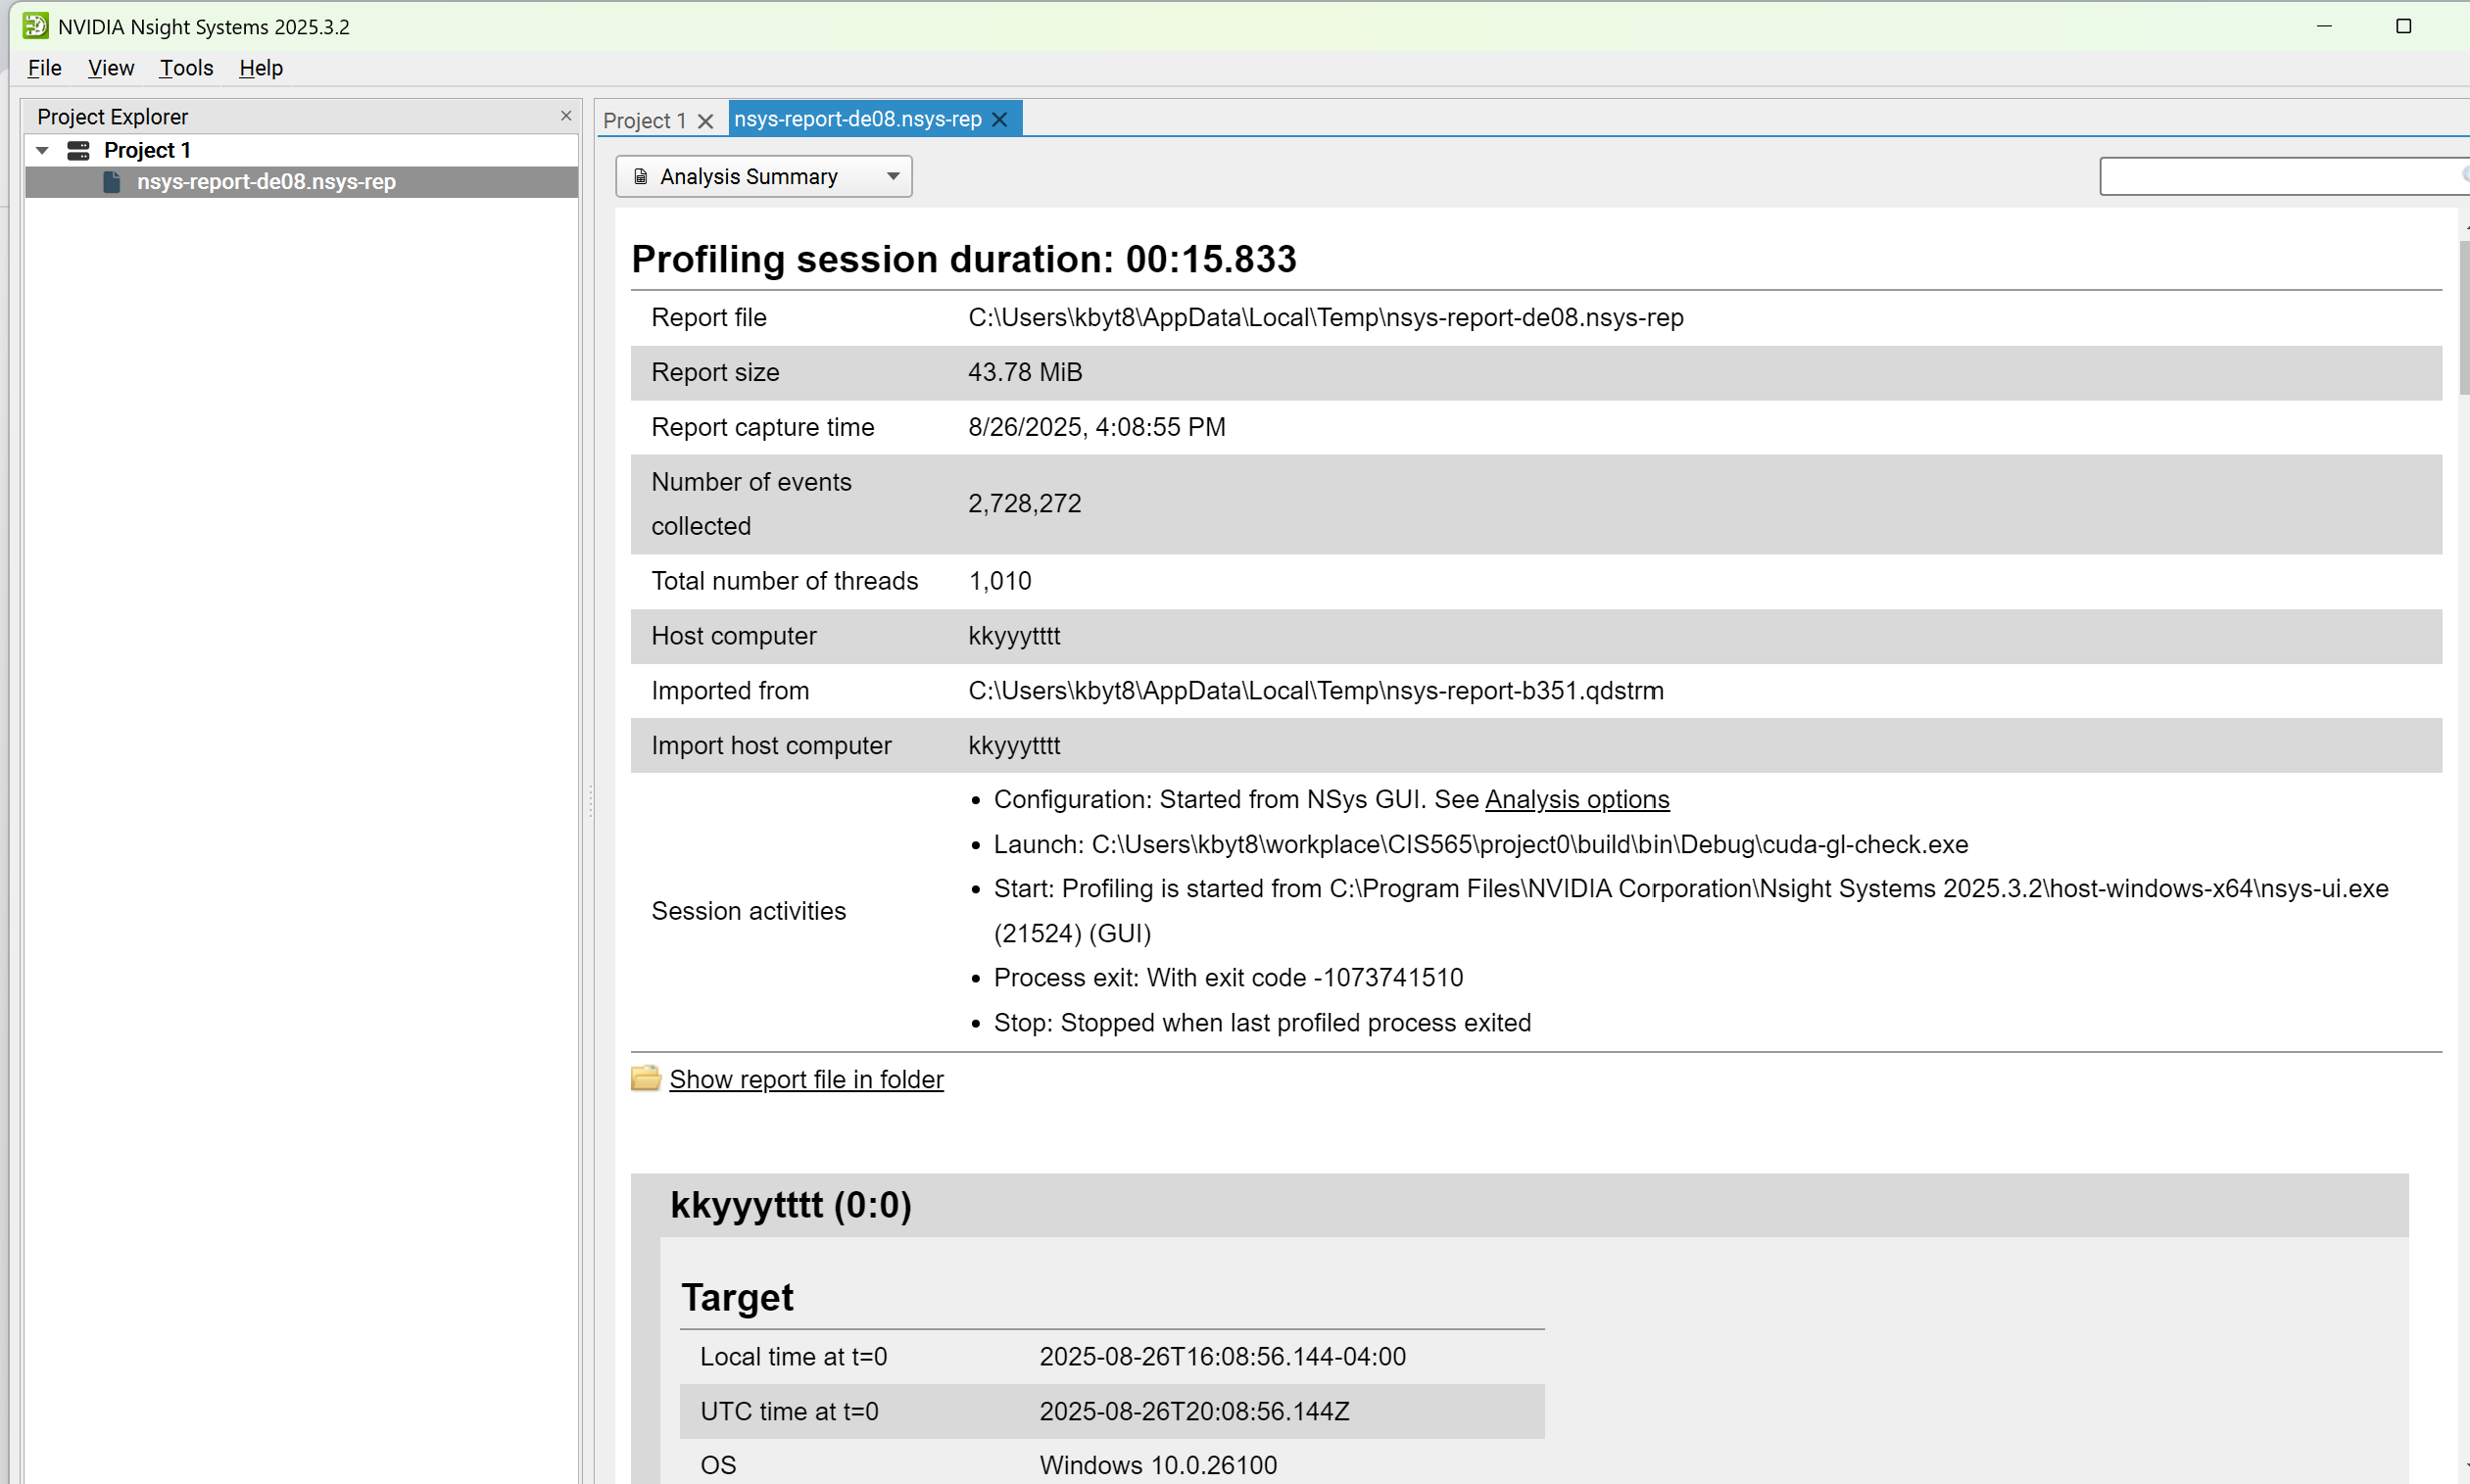 NVIDIA Nsight Systems 2025.3.2
File View Tools Help
Project Explorer
Project 1
nsys-report-de08.nsys-rep
Project 1
nsys-report-de08.nsys-rep
Analysis Summary
Profiling session duration: 00:15.833
Report file C:\Users\kbyt8\AppData\Local\Temp\nsys-report-de08.nsys-rep
Report size 43.78 MiB
Report capture time 8/26/2025, 4:08:55 PM
Number of events
collected
2,728,272
Total number of threads 1,010
Host computer kkyyytttt
Imported from C:\Users\kbyt8\AppData\Local\Temp\nsys-report-b351.qdstrm
Import host computer kkyyytttt
Session activities
• Configuration: Started from NSys GUI. See Analysis options
• Launch: C:\Users\kbyt8\workplace\CIS565\project0\build\bin\Debug\cuda-gl-check.exe
• Start: Profiling is started from C:\Program Files\NVIDIA Corporation\Nsight Systems 2025.3.2\host-windows-x64\nsys-ui.exe
(21524) (GUI)
• Process exit: With exit code -1073741510
• Stop: Stopped when last profiled process exited
Show report file in folder
kkyyytttt (0:0)
Target
Local time at t=0 2025-08-26T16:08:56.144-04:00
UTC time at t=0 2025-08-26T20:08:56.144Z
OS Windows 10.0.26100